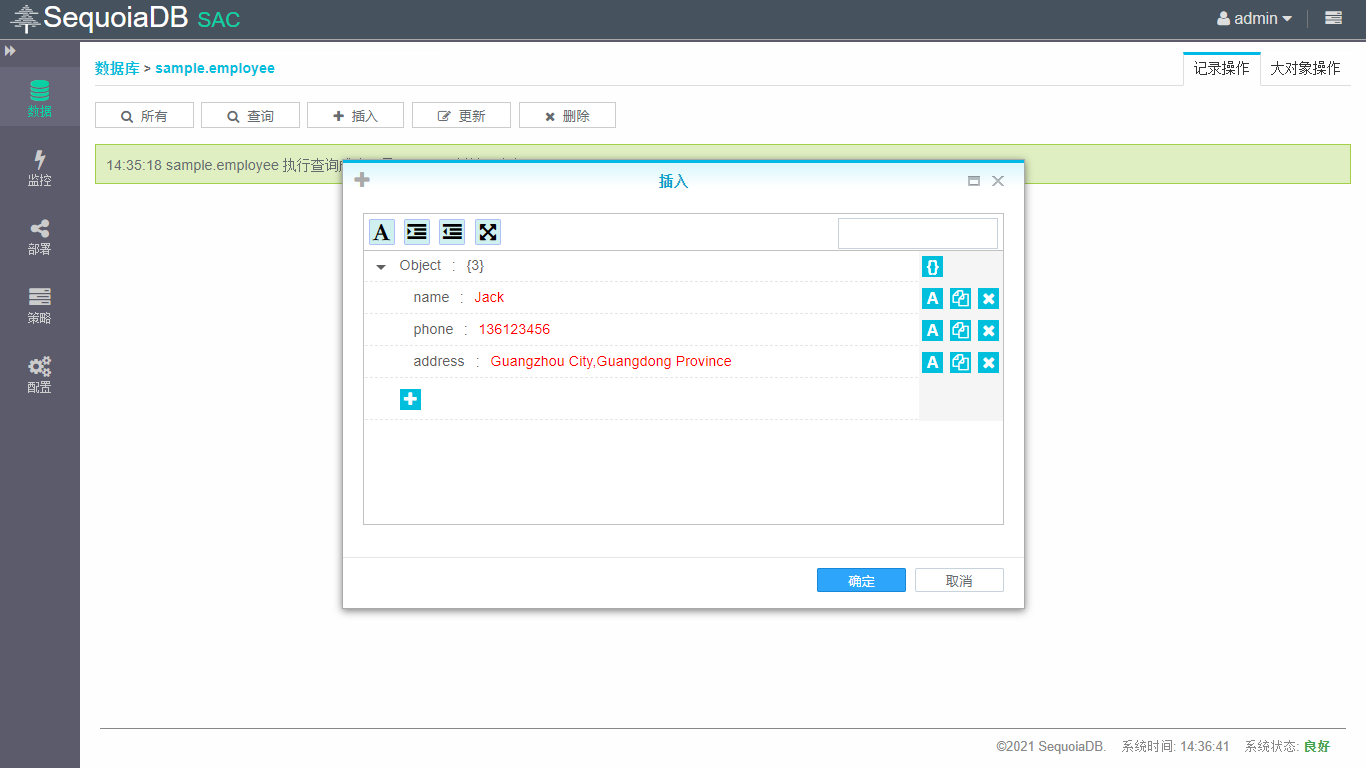 SequoiaDB SAC
admin
数据库 > sample.employee
记录操作
大对象操作
数据
监控
部署
策略
配置
所有
查询
插入
更新
删除
14:35:18 sample.employee 执行查询
插入
A
Object : {3}
{}
name : Jack
A
phone : 136123456
A
address : Guangzhou City,Guangdong Province
A
确定
取消
©2021 SequoiaDB. 系统时间: 14:36:41 系统状态: 良好